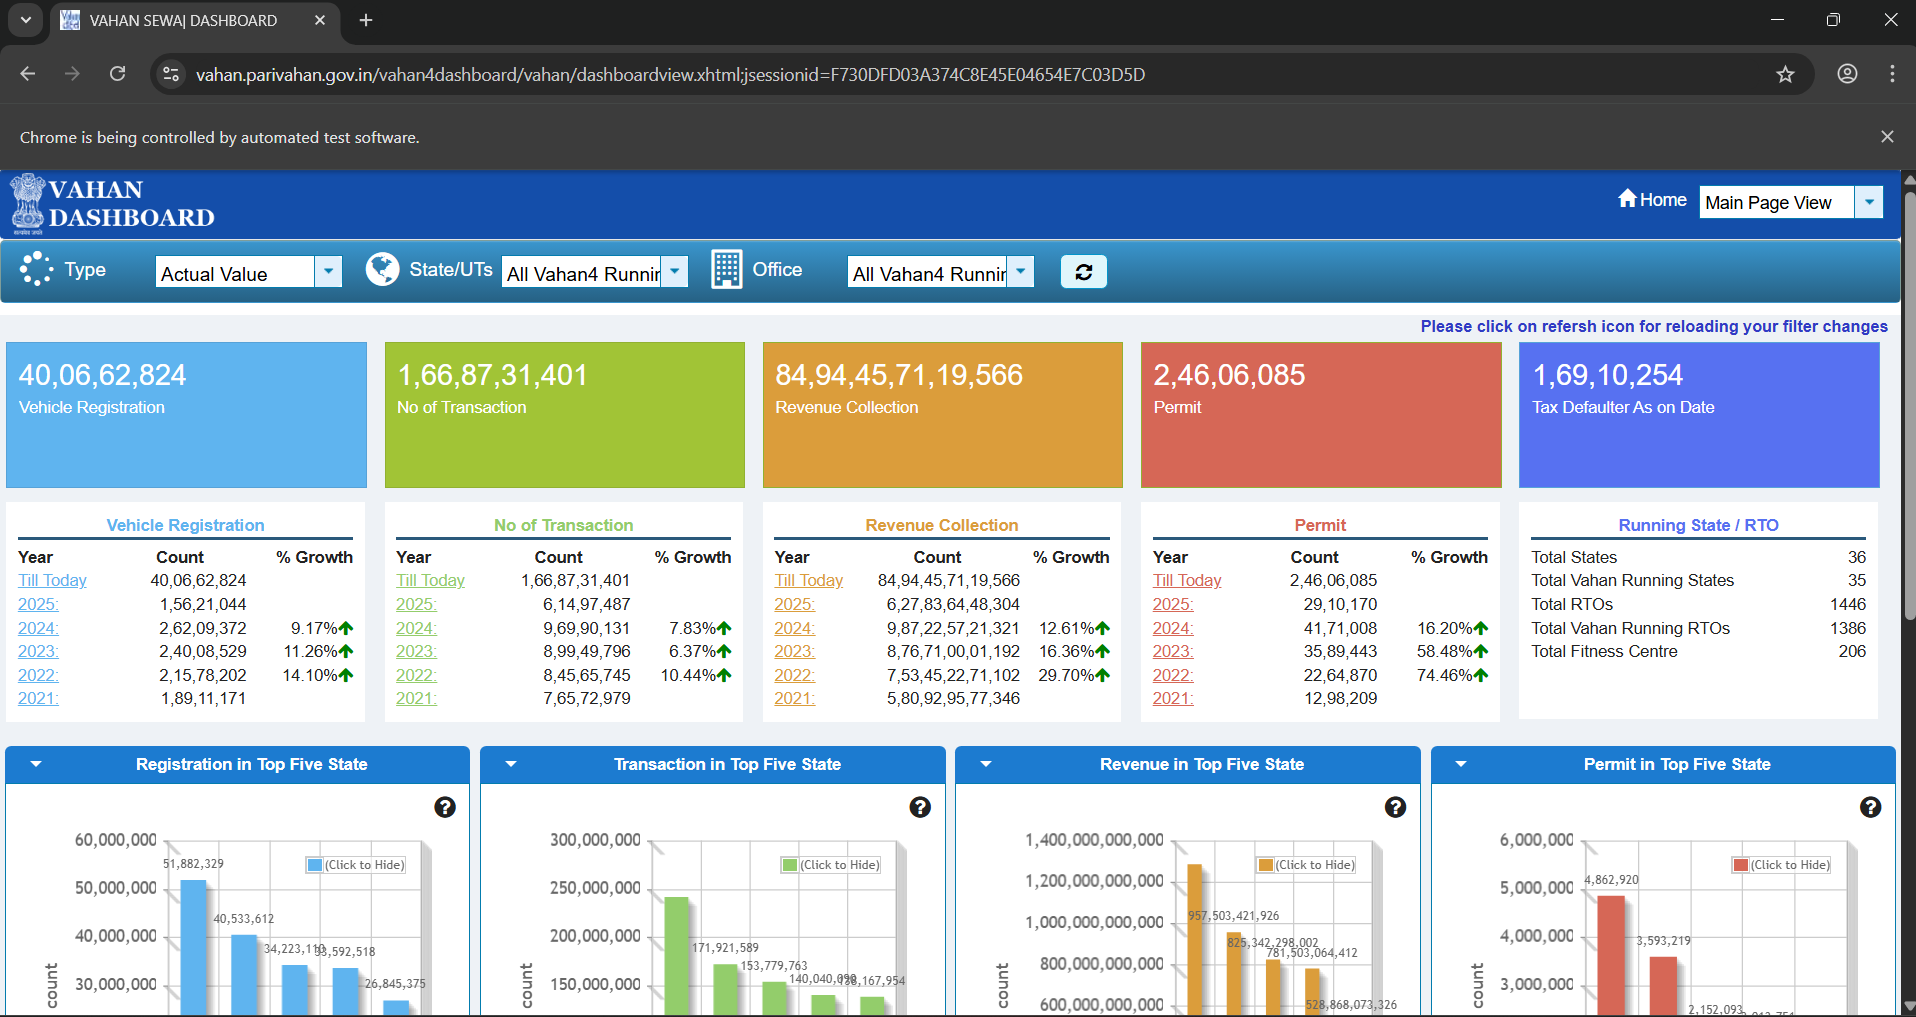 VAHAN SEWA| DASHBOARD
vahan.parivahan.gov.in/vahan4dashboard/vahan/dashboardview.xhtml;jsessionid=F730DFD03A374C8E45E04654E7C03D5D
Chrome is being controlled by automated test software.
VAHAN
DASHBOARD
Home
Main Page View
Type
Actual Value
State/UTs
All Vahan4 Runnin
Office
All Vahan4 Runnin
Please click on refersh icon for reloading your filter changes
40,06,62,824
Vehicle Registration
1,66,87,31,401
No of Transaction
84,94,45,71,19,566
Revenue Collection
2,46,06,085
Permit
1,69,10,254
Tax Defaulter As on Date
Vehicle Registration
Year Count % Growth
Till Today 40,06,62,824
2025: 1,56,21,044
2024: 2,62,09,372 9.17%
2023: 2,40,08,529 11.26%
2022: 2,15,78,202 14.10%
2021: 1,89,11,171
No of Transaction
Year Count % Growth
Till Today 1,66,87,31,401
2025: 6,14,97,487
2024: 9,69,90,131 7.83%
2023: 8,99,49,796 6.37%
2022: 8,45,65,745 10.44%
2021: 7,65,72,979
Revenue Collection
Year Count % Growth
Till Today 84,94,45,71,19,566
2025: 6,27,83,64,48,304
2024: 9,87,22,57,21,321 12.61%
2023: 8,76,71,00,01,192 16.36%
2022: 7,53,45,22,71,102 29.70%
2021: 5,80,92,95,77,346
Permit
Year Count % Growth
Till Today 2,46,06,085
2025: 29,10,170
2024: 41,71,008 16.20%
2023: 35,89,443 58.48%
2022: 22,64,870 74.46%
2021: 12,98,209
Running State / RTO
Total States 36
Total Vahan Running States 35
Total RTOs 1446
Total Vahan Running RTOs 1386
Total Fitness Centre 206
Registration in Top Five State
60,000,000
50,000,000
40,000,000
30,000,000
count
(Click to Hide)
51,882,329
40,533,612
33,592,518
26,845,375
Transaction in Top Five State
300,000,000
250,000,000
200,000,000
150,000,000
count
(Click to Hide)
171,921,589
153,779,763
Revenue in Top Five State
1,400,000,000,000
1,200,000,000,000
1,000,000,000,000
800,000,000,000
600,000,000,000
count
(Click to Hide)
957,503,421,926
825,342,298,002
781,503,064,412
528,868,073,326
Permit in Top Five State
6,000,000
5,000,000
4,000,000
3,000,000
count
(Click to Hide)
4,862,920
3,593,219
2,152,093